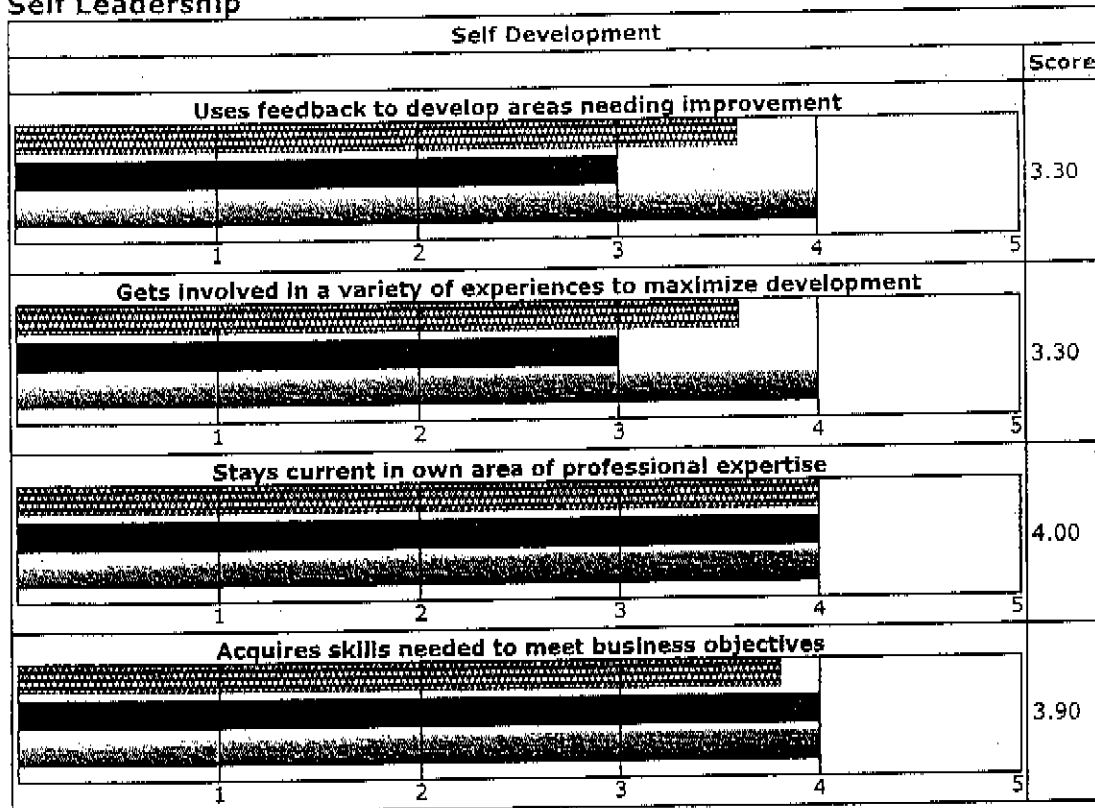 Self Leadership
Self Development
Score
Uses feedback to develop areas needing improvement
3.30
1 2 3 4 5
Gets involved in a variety of experiences to maximize development
3.30
1 2 3 4 5
Stays current in own area of professional expertise
4.00
1 2 3 4 5
Acquires skills needed to meet business objectives
3.90
1 2 3 4 5